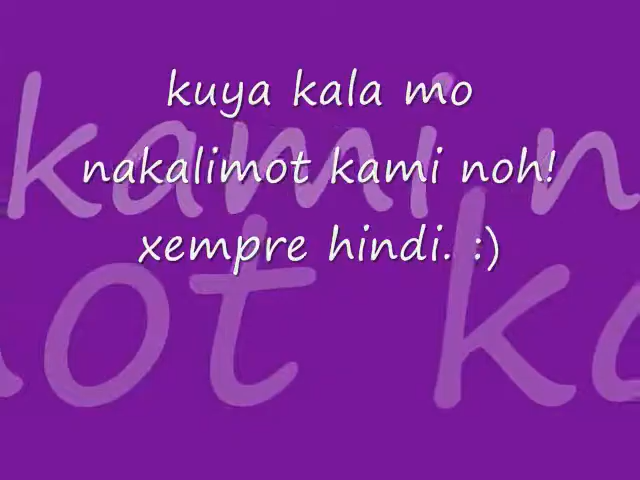 kuya kala mo
nakalimot kami noh!
xempre hindi. :)